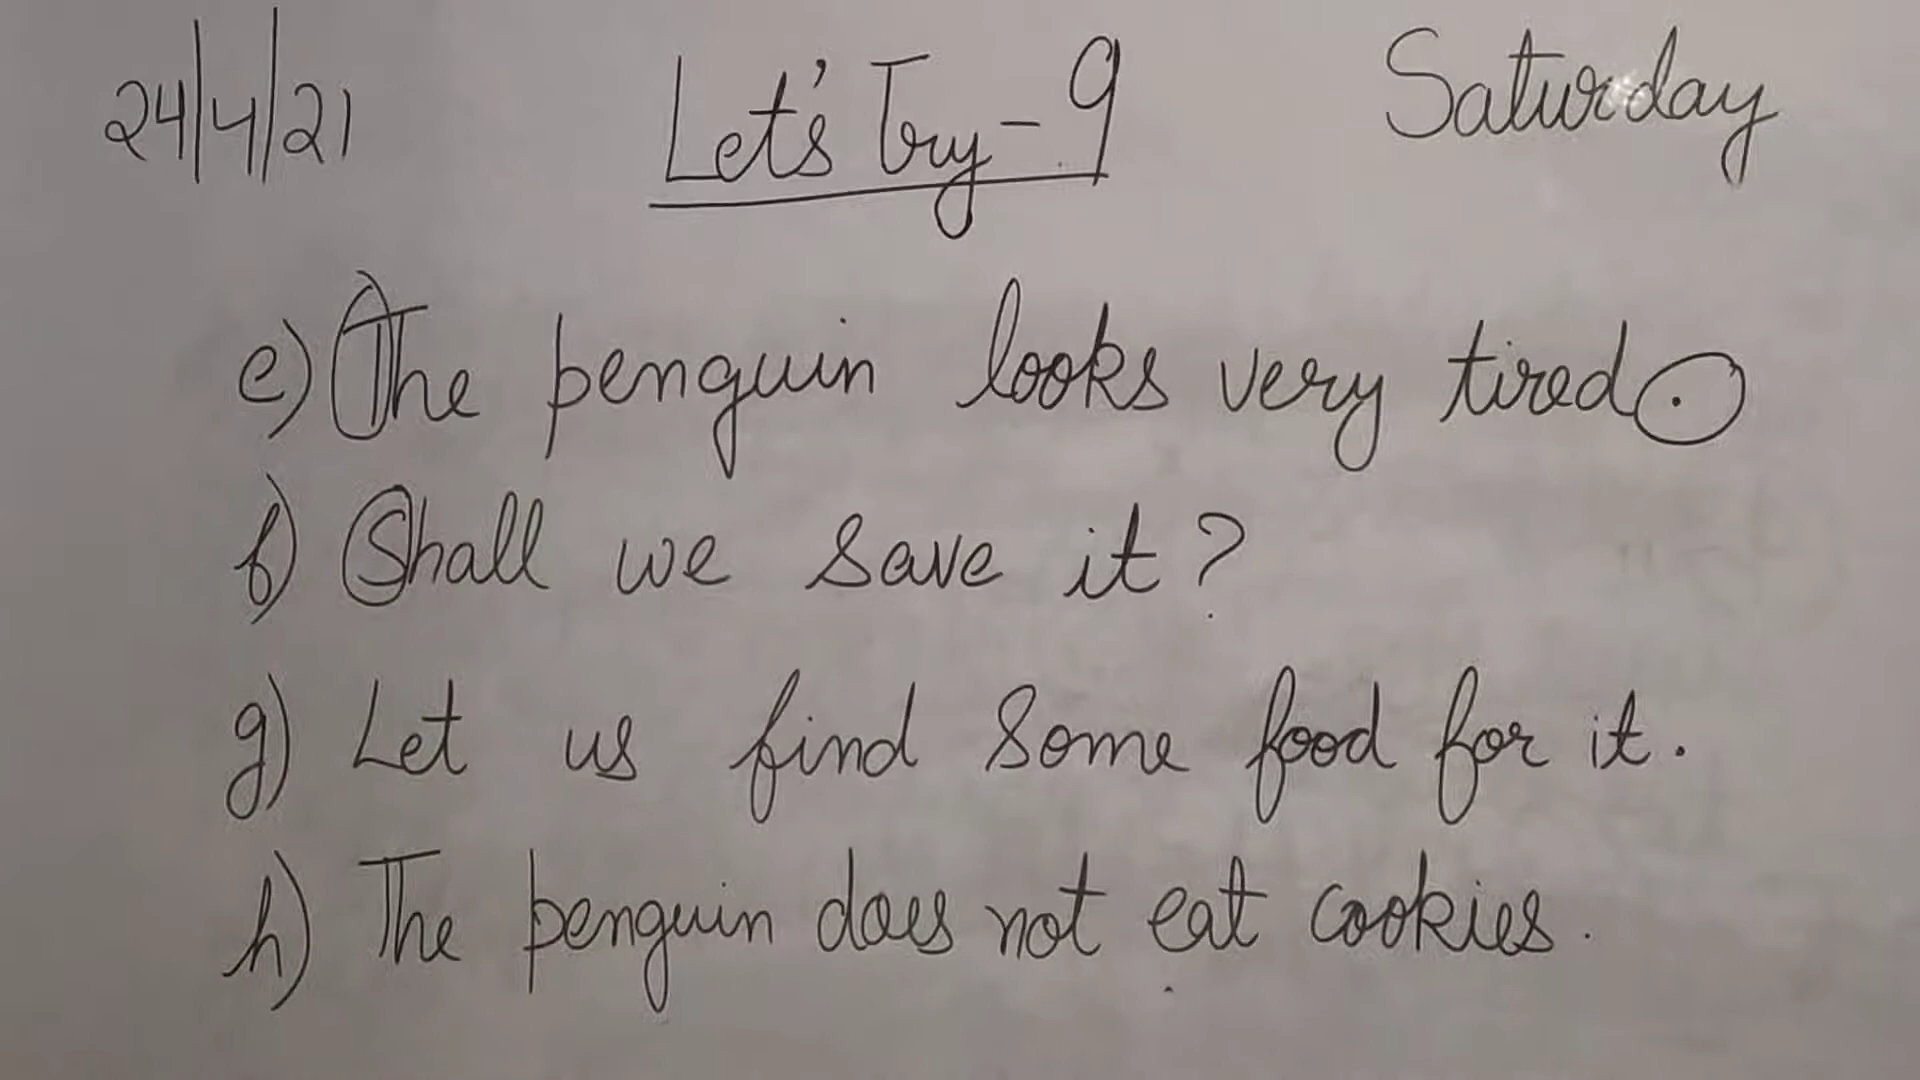 24/4/21 Let's Try-9 Saturday
e) The penguin looks very tired.
f) Shall we save it?
g) Let us find some food for it.
h) The penguin does not eat cookies.